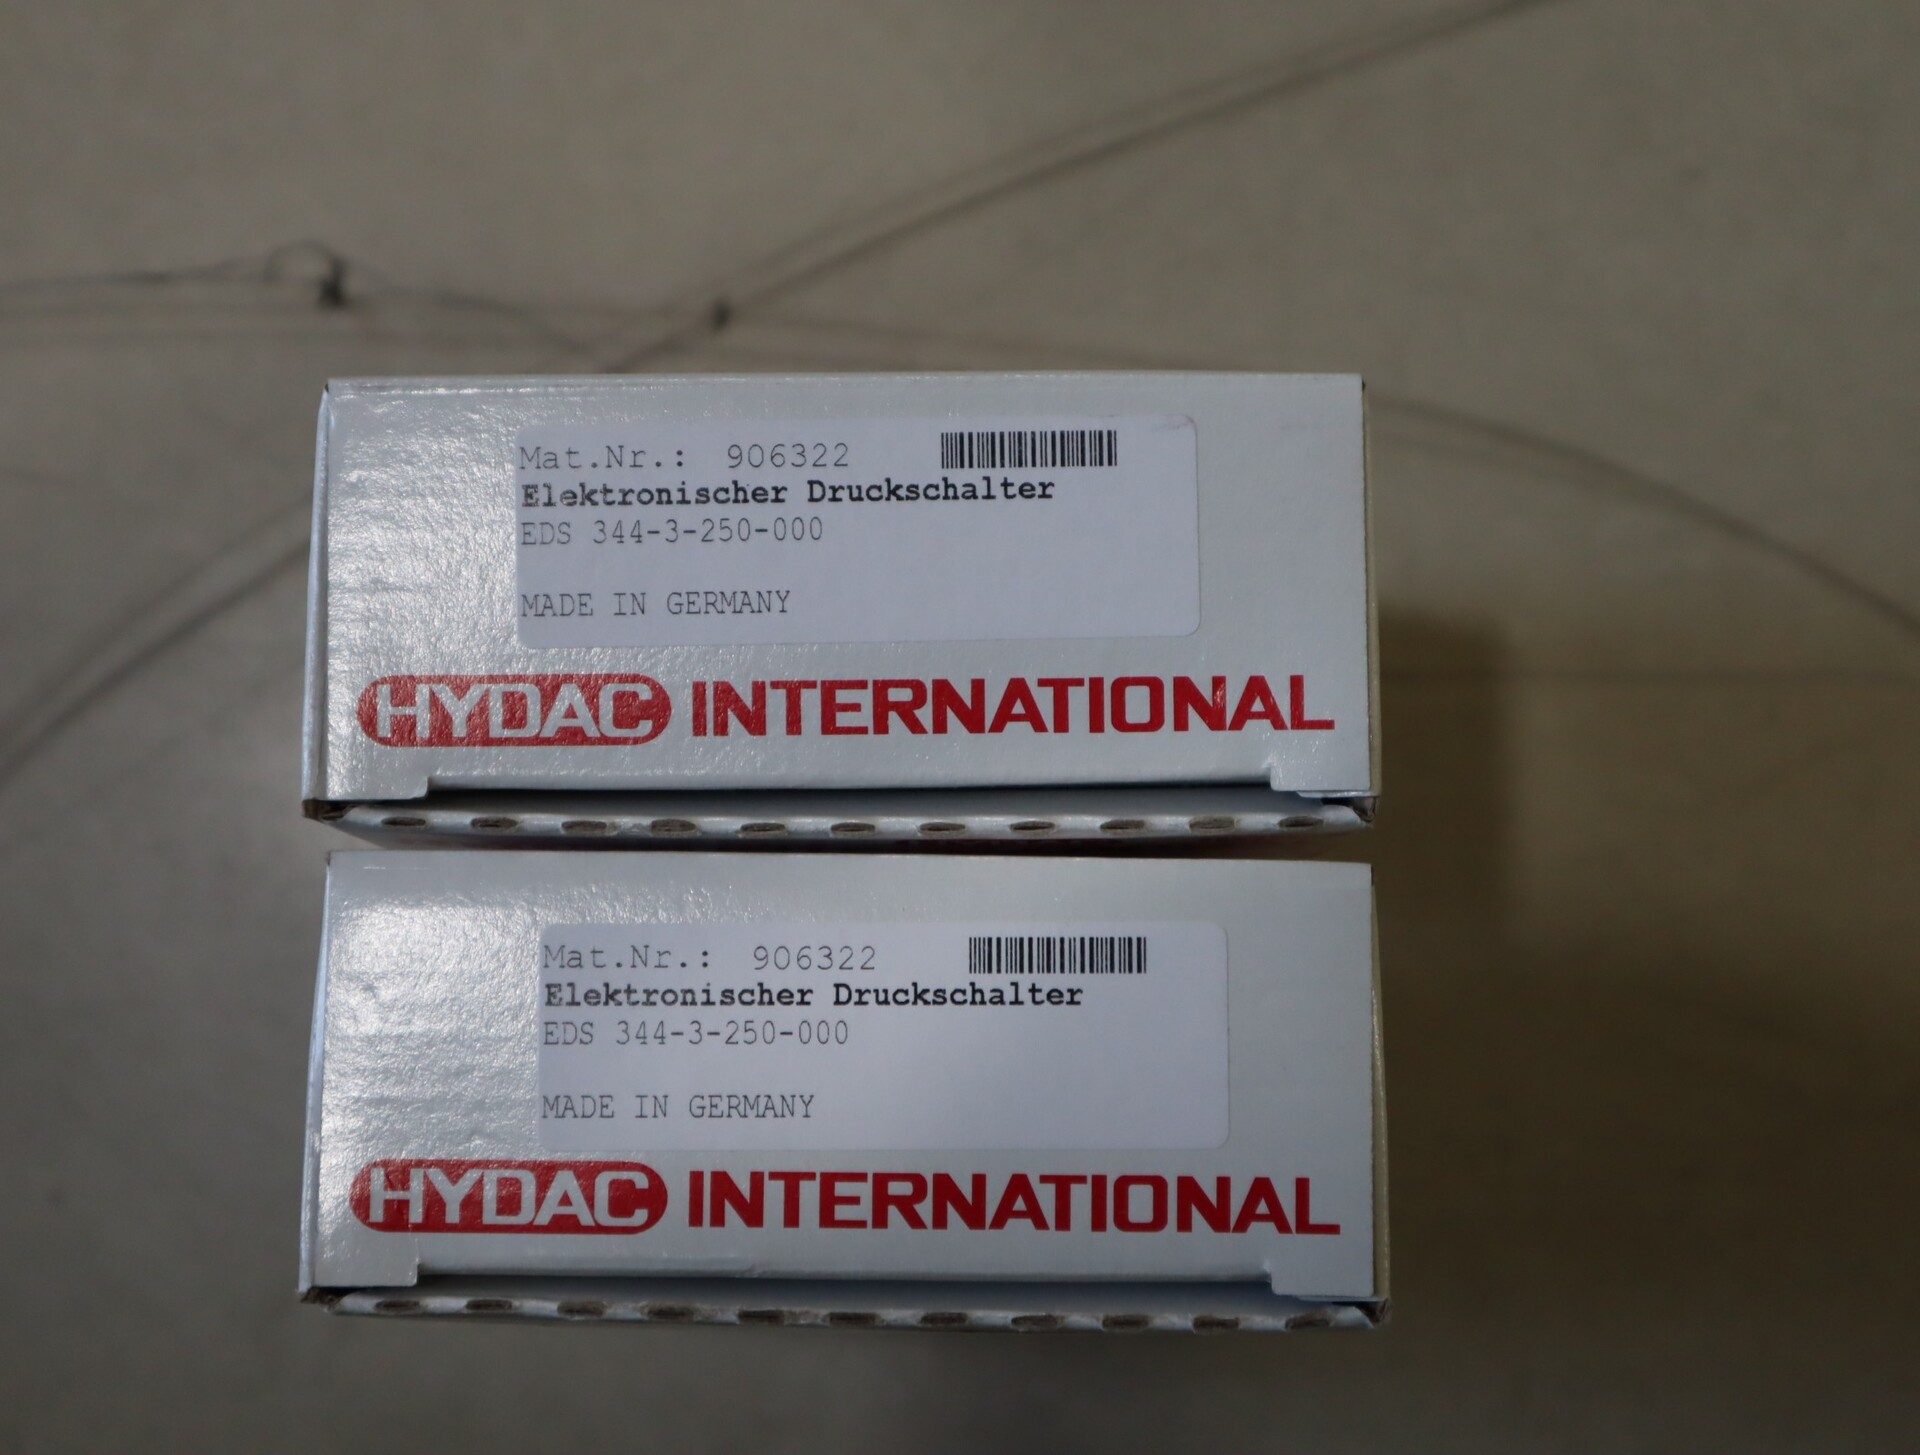 Mat.Nr.: 906322
Elektronischer Druckschalter
EDS 344-3-250-000
MADE IN GERMANY
HYDAC INTERNATIONAL
Mat.Nr.: 906322
Elektronischer Druckschalter
EDS 344-3-250-000
MADE IN GERMANY
HYDAC INTERNATIONAL